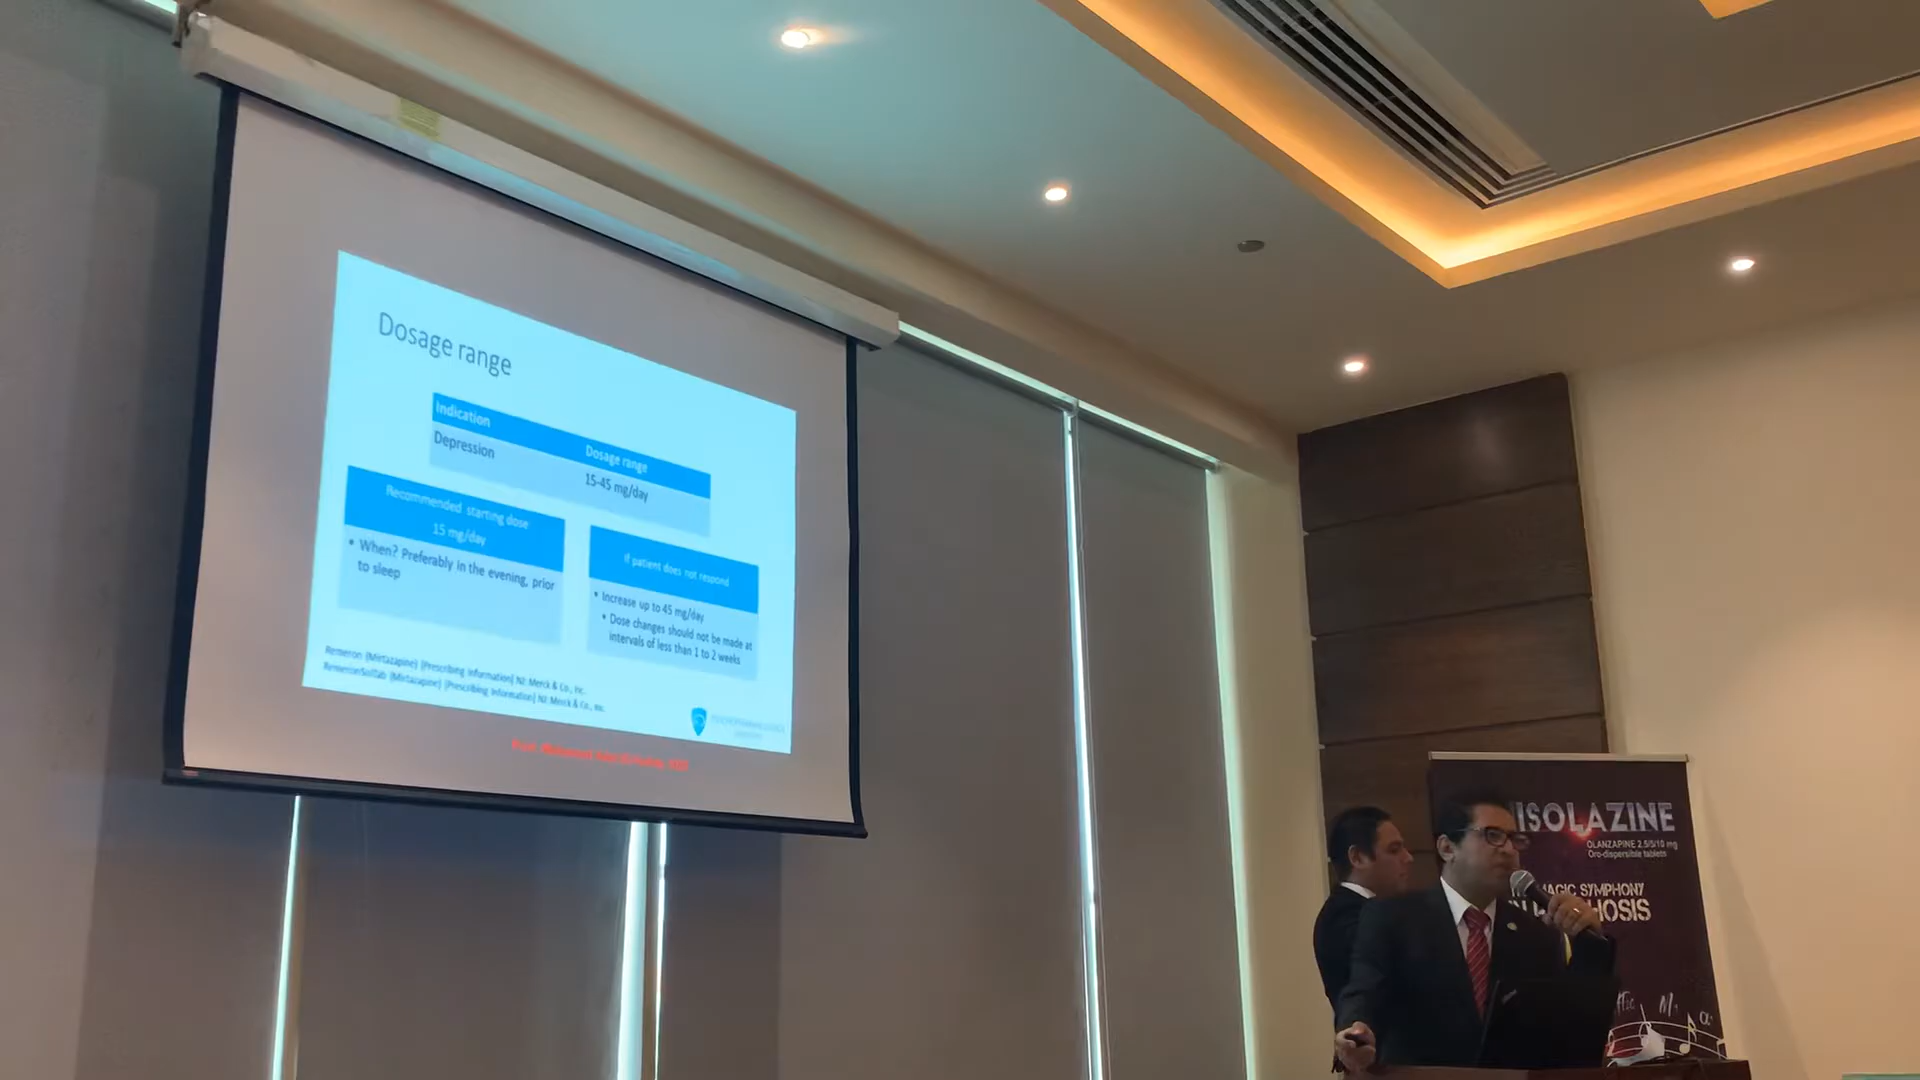 Dosage range
Indication
Dosage range
Depression
15-45 mg/day
Recommended starting dose
15 mg/day
• When? Preferably in the evening, prior
to sleep
If patient does not respond
• Increase up to 45 mg/day
• Dose changes should not be made at
intervals of less than 1 to 2 weeks
Remeron (Mirtazapine) [Prescribing Information] NJ: Merck & Co., Inc.
RemeronSolTab (Mirtazapine) [Prescribing Information] NJ: Merck & Co., Inc.
ISOLAZINE
OLANZAPINE 2.5/5/10 mg
Oro-dispersible tablets
MAGIC SYMPHONY